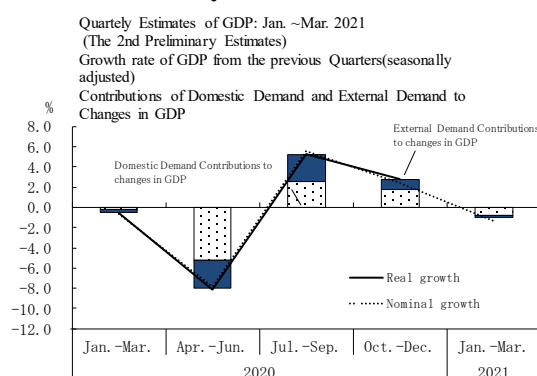 Quartely Estimates of GDP: Jan. ~Mar. 2021
(The 2nd Preliminary Estimates)
Growth rate of GDP from the previous Quarters(seasonally
adjusted)
Contributions of Domestic Demand and External Demand to
Changes in GDP
%
External Demand Contributions
to changes in GDP
Domestic Demand Contributions to
changes in GDP
8.0
6.0
4.0
2.0
0.0
-2.0
-4.0
-6.0
-8.0
-10.0
-12.0
Real growth
Nominal growth
Jan.-Mar. Apr.-Jun. Jul.-Sep. Oct.-Dec. Jan.-Mar.
2020 2021